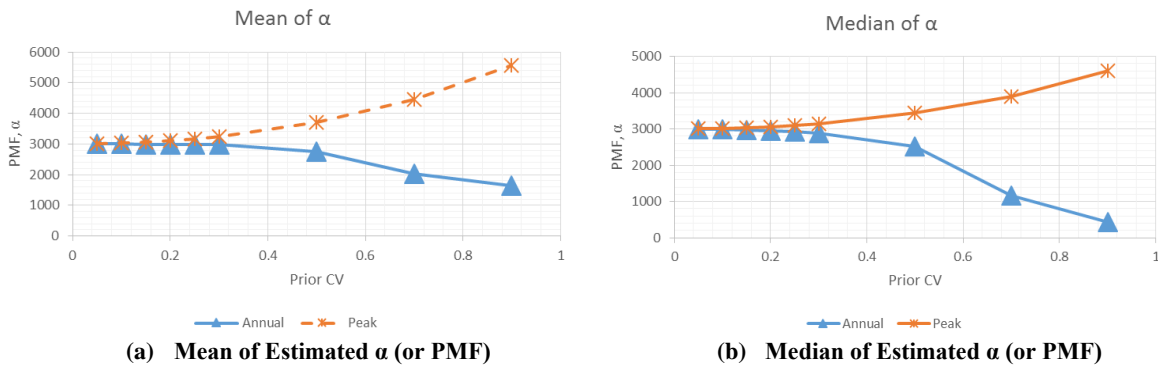 Mean of α
6000
5000
4000
3000
2000
1000
0
PMF, α
0 0.2 0.4 0.6 0.8 1
Prior CV
Annual Peak
(a) Mean of Estimated α (or PMF)
Median of α
5000
4000
3000
2000
1000
0
PMF, α
0 0.2 0.4 0.6 0.8 1
Prior CV
Annual Peak
(b) Median of Estimated α (or PMF)